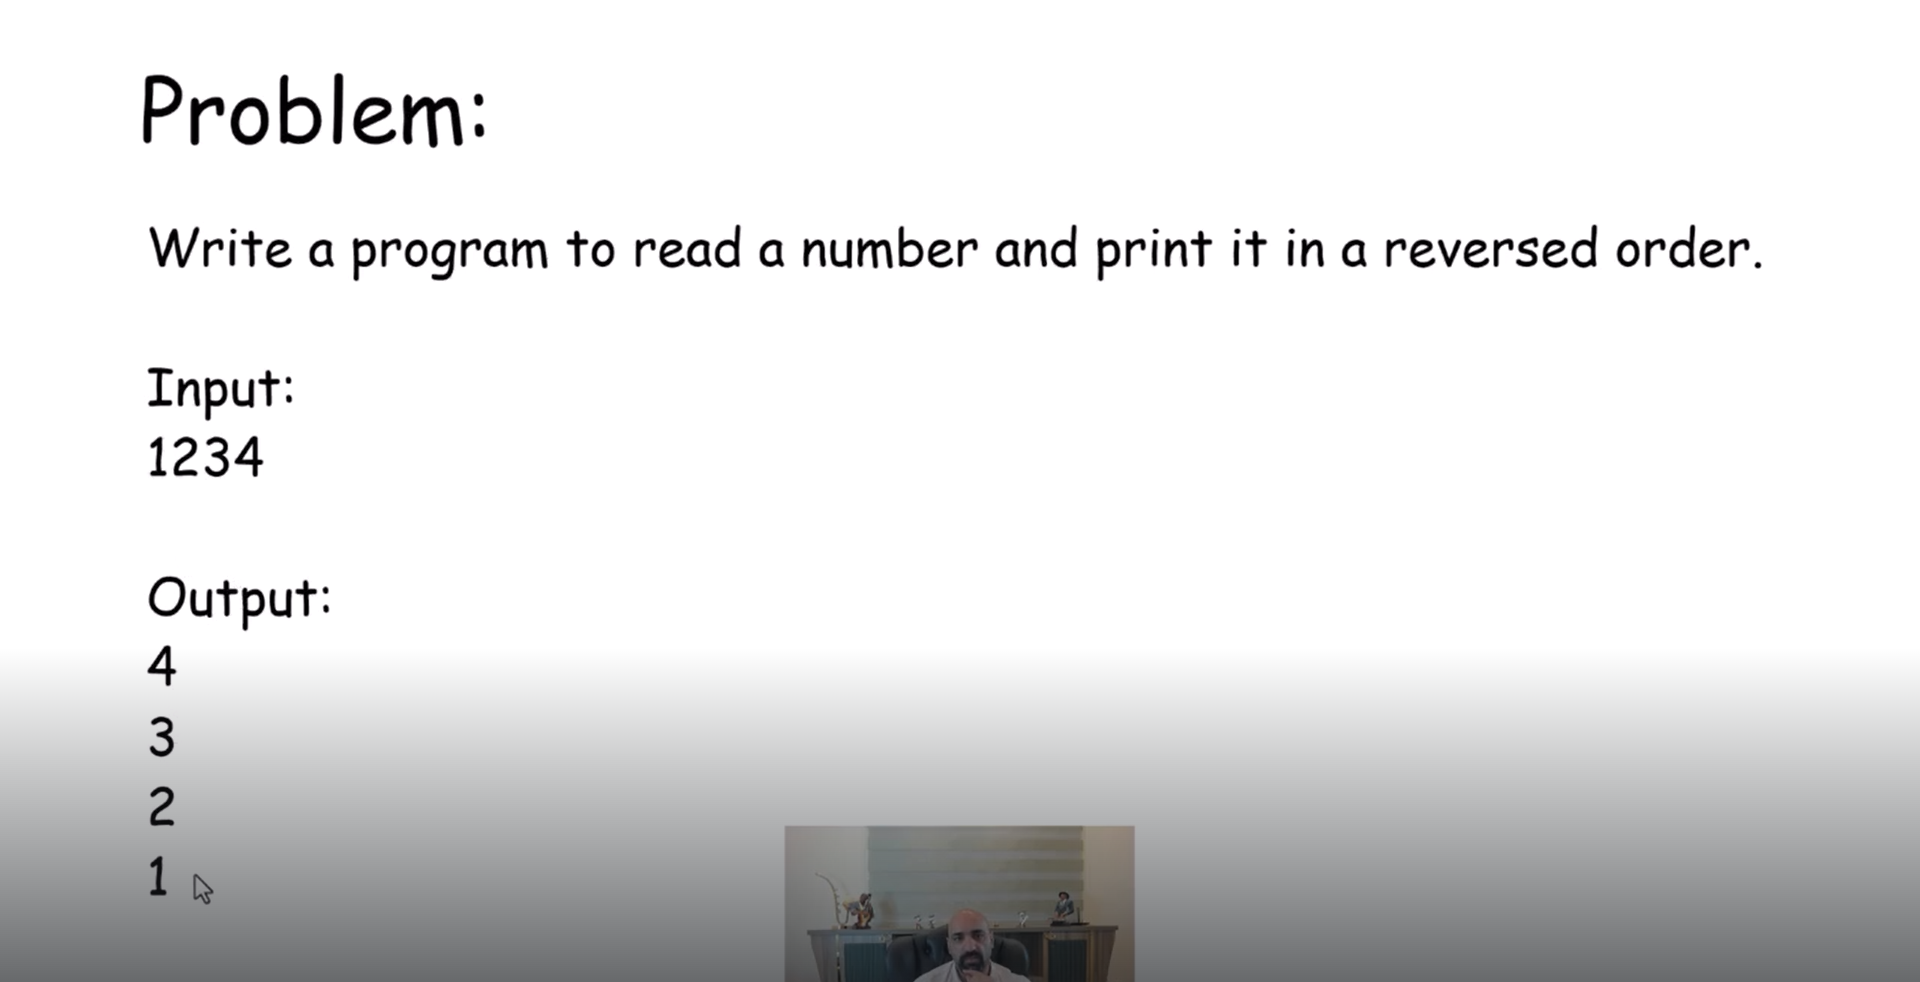 Problem:
Write a program to read a number and print it in a reversed order.
Input:
1234
Output:
4
3
2
1